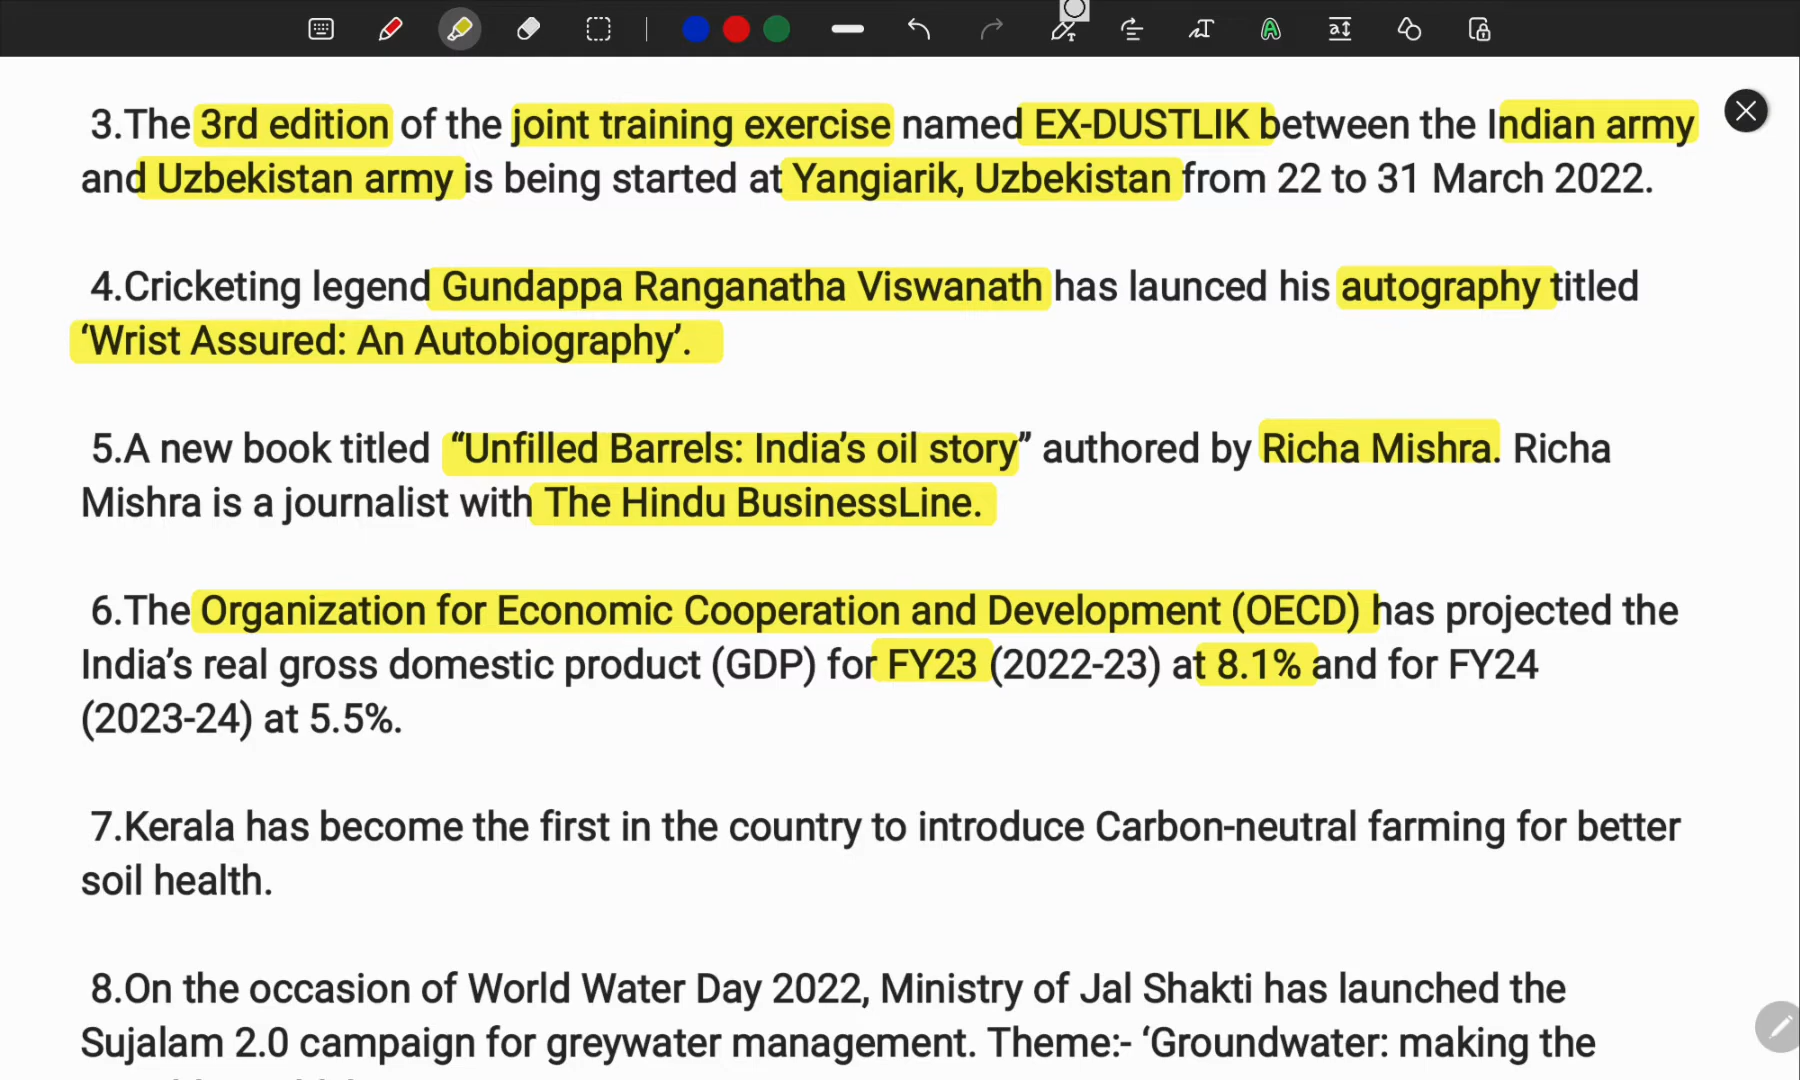 3.The 3rd edition of the joint training exercise named EX-DUSTLIK between the Indian army
and Uzbekistan army is being started at Yangiarik, Uzbekistan from 22 to 31 March 2022.
4.Cricketing legend Gundappa Ranganatha Viswanath has launced his autography titled
‘Wrist Assured: An Autobiography’.
5.A new book titled “Unfilled Barrels: India’s oil story” authored by Richa Mishra. Richa
Mishra is a journalist with The Hindu BusinessLine.
6.The Organization for Economic Cooperation and Development (OECD) has projected the
India’s real gross domestic product (GDP) for FY23 (2022-23) at 8.1% and for FY24
(2023-24) at 5.5%.
7.Kerala has become the first in the country to introduce Carbon-neutral farming for better
soil health.
8.On the occasion of World Water Day 2022, Ministry of Jal Shakti has launched the
Sujalam 2.0 campaign for greywater management. Theme:- ‘Groundwater: making the